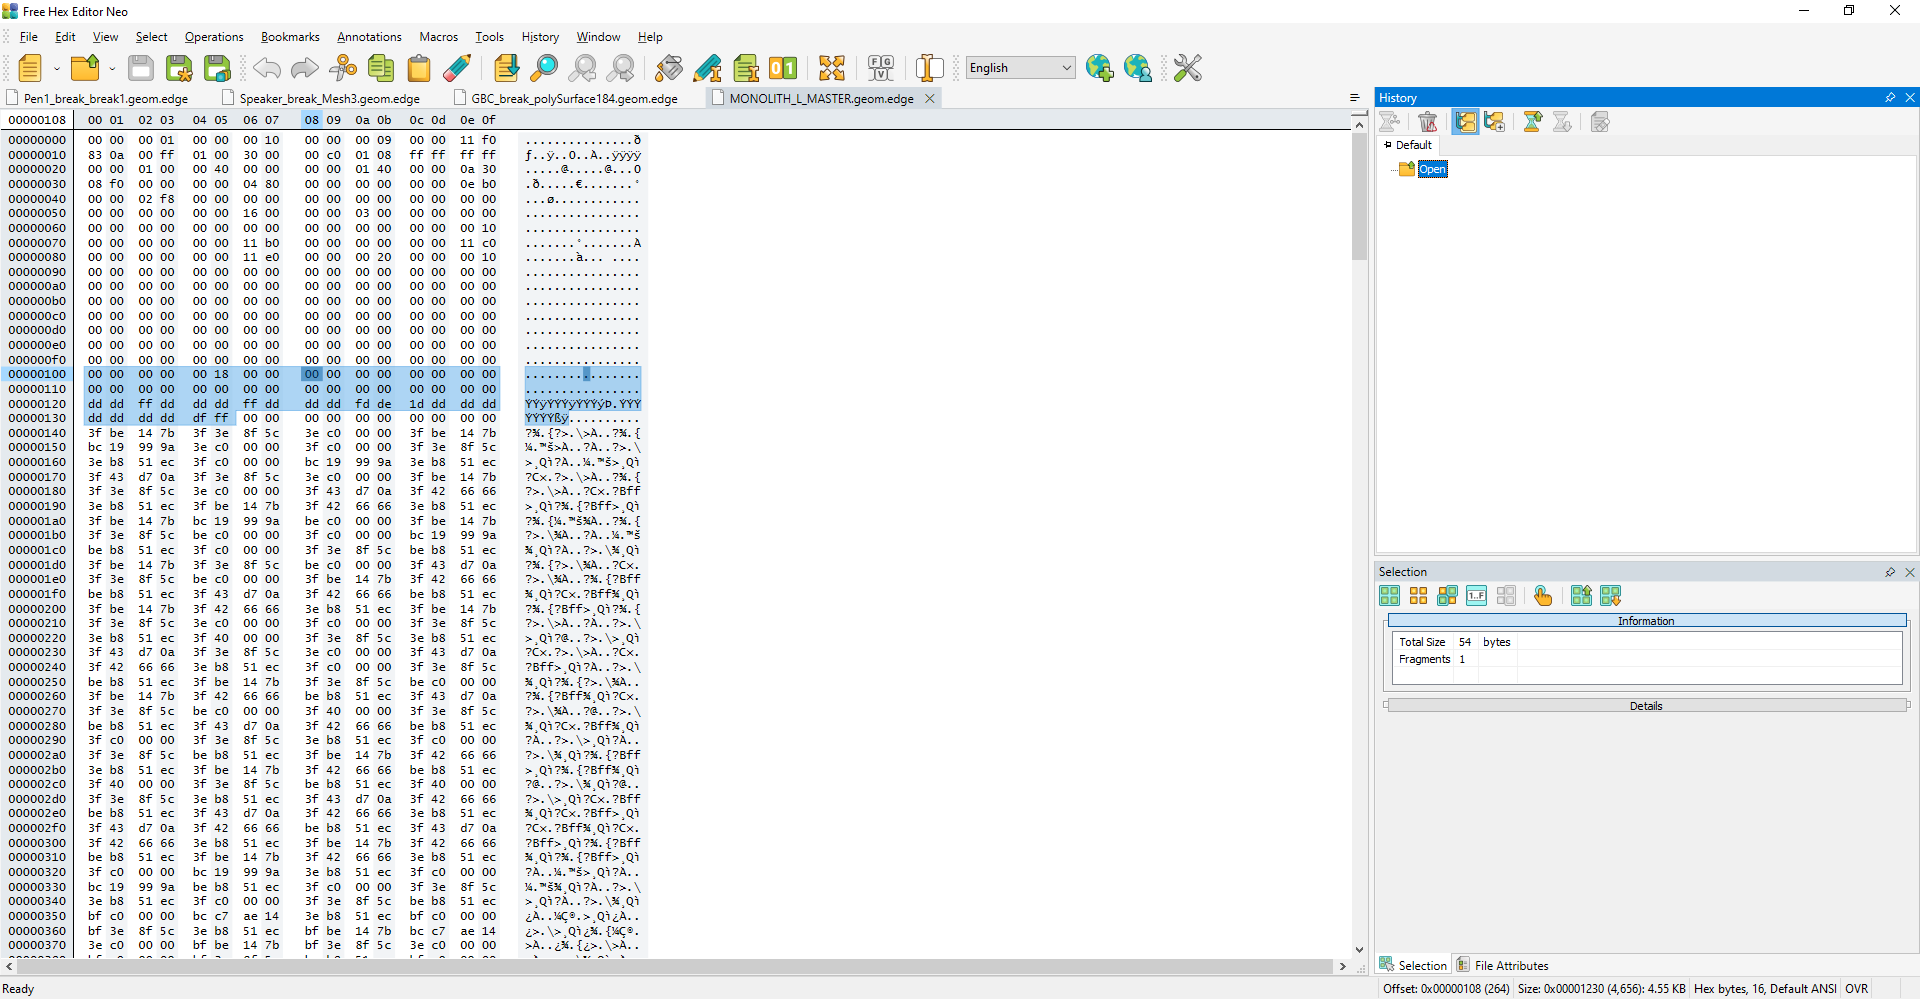 Free Hex Editor Neo
File Edit View Select Operations Bookmarks Annotations Macros Tools History Window Help
English
Pen1_break_break1.geom.edge Speaker_break_Mesh3.geom.edge GBC_break_polySurface184.geom.edge MONOLITH_L_MASTER.geom.edge
00000108 00 01 02 03 04 05 06 07 08 09 0a 0b 0c 0d 0e 0f
00000000 00 00 00 01 00 00 00 10 00 00 00 09 00 00 11 f0 ...............ð
00000010 83 0a 00 ff 01 00 30 00 00 c0 01 08 ff ff ff ff ƒ..ÿ..0..À..ÿÿÿÿ
00000020 00 00 01 00 00 40 00 00 00 00 01 40 00 00 0a 30 .....@.....@...0
00000030 08 f0 00 00 00 00 04 80 00 00 00 00 00 00 0e b0 .ð.....€.......°
00000040 00 00 02 f8 00 00 00 00 00 00 00 00 00 00 00 00 ...ø............
00000050 00 00 00 00 00 00 16 00 00 00 03 00 00 00 00 00 ................
00000060 00 00 00 00 00 00 00 00 00 00 00 00 00 00 00 10 ................
00000070 00 00 00 00 00 00 11 b0 00 00 00 00 00 00 11 c0 .......°.......À
00000080 00 00 00 00 00 00 11 e0 00 00 00 20 00 00 00 10 .......à... ....
00000090 00 00 00 00 00 00 00 00 00 00 00 00 00 00 00 00 ................
000000a0 00 00 00 00 00 00 00 00 00 00 00 00 00 00 00 00 ................
000000b0 00 00 00 00 00 00 00 00 00 00 00 00 00 00 00 00 ................
000000c0 00 00 00 00 00 00 00 00 00 00 00 00 00 00 00 00 ................
000000d0 00 00 00 00 00 00 00 00 00 00 00 00 00 00 00 00 ................
000000e0 00 00 00 00 00 00 00 00 00 00 00 00 00 00 00 00 ................
000000f0 00 00 00 00 00 00 00 00 00 00 00 00 00 00 00 00 ................
00000100 00 00 00 00 00 18 00 00 00 00 00 00 00 00 00 00 ................
00000110 00 00 00 00 00 00 00 00 00 00 00 00 00 00 00 00 ................
00000120 dd dd ff dd dd dd ff dd dd dd fd de 1d dd dd dd ÝÝÿÝÝÝÿÝÝÝýÞ.ÝÝÝ
00000130 dd dd dd dd df ff 00 00 00 00 00 00 00 00 00 00 ÝÝÝÝßÿ..........
00000140 3f be 14 7b 3f 3e 8f 5c 3e c0 00 00 3f be 14 7b ?¾.{?>.\>À..?¾.{
00000150 bc 19 99 9a 3e c0 00 00 3f c0 00 00 3f 3e 8f 5c ¼.™š>À..?À..?>.\
00000160 3e b8 51 ec 3f c0 00 00 bc 19 99 9a 3e b8 51 ec >¸Qì?À..¼.™š>¸Qì
00000170 3f 43 d7 0a 3f 3e 8f 5c 3e c0 00 00 3f be 14 7b ?C×.?>.\>À..?¾.{
00000180 3f 3e 8f 5c 3e c0 00 00 3f 43 d7 0a 3f 42 66 66 ?>.\>À..?C×.?Bff
00000190 3e b8 51 ec 3f be 14 7b 3f 42 66 66 3e b8 51 ec >¸Qì?¾.{?Bff>¸Qì
000001a0 3f be 14 7b bc 19 99 9a be c0 00 00 3f be 14 7b ?¾.{¼.™š¾À..?¾.{
000001b0 3f 3e 8f 5c be c0 00 00 3f c0 00 00 bc 19 99 9a ?>.\¾À..?À..¼.™š
000001c0 be b8 51 ec 3f c0 00 00 3f 3e 8f 5c be b8 51 ec ¾¸Qì?À..?>.\¾¸Qì
000001d0 3f be 14 7b 3f 3e 8f 5c be c0 00 00 3f 43 d7 0a ?¾.{?>.\¾À..?C×.
000001e0 3f 3e 8f 5c be c0 00 00 3f be 14 7b 3f 42 66 66 ?>.\¾À..?¾.{?Bff
000001f0 be b8 51 ec 3f 43 d7 0a 3f 42 66 66 be b8 51 ec ¾¸Qì?C×.?Bff¾¸Qì
00000200 3f be 14 7b 3f 42 66 66 3e b8 51 ec 3f be 14 7b ?¾.{?Bff>¸Qì?¾.{
00000210 3f 3e 8f 5c 3e c0 00 00 3f c0 00 00 3f 3e 8f 5c ?>.\>À..?À..?>.\
00000220 3e b8 51 ec 3f 40 00 00 3f 3e 8f 5c 3e b8 51 ec >¸Qì?@..?>.\>¸Qì
00000230 3f 43 d7 0a 3f 3e 8f 5c 3e c0 00 00 3f 43 d7 0a ?C×.?>.\>À..?C×.
00000240 3f 42 66 66 3e b8 51 ec 3f c0 00 00 3f 3e 8f 5c ?Bff>¸Qì?À..?>.\
00000250 be b8 51 ec 3f be 14 7b 3f 3e 8f 5c be c0 00 00 ¾¸Qì?¾.{?>.\¾À..
00000260 3f be 14 7b 3f 42 66 66 be b8 51 ec 3f 43 d7 0a ?¾.{?Bff¾¸Qì?C×.
00000270 3f 3e 8f 5c be c0 00 00 3f 40 00 00 3f 3e 8f 5c ?>.\¾À..?@..?>.\
00000280 be b8 51 ec 3f 43 d7 0a 3f 42 66 66 be b8 51 ec ¾¸Qì?C×.?Bff¾¸Qì
00000290 3f c0 00 00 3f 3e 8f 5c 3e b8 51 ec 3f c0 00 00 ?À..?>.\>¸Qì?À..
000002a0 3f 3e 8f 5c be b8 51 ec 3f be 14 7b 3f 42 66 66 ?>.\¾¸Qì?¾.{?Bff
000002b0 3e b8 51 ec 3f be 14 7b 3f 42 66 66 be b8 51 ec >¸Qì?¾.{?Bff¾¸Qì
000002c0 3f 40 00 00 3f 3e 8f 5c be b8 51 ec 3f 40 00 00 ?@..?>.\¾¸Qì?@..
000002d0 3f 3e 8f 5c 3e b8 51 ec 3f 43 d7 0a 3f 42 66 66 ?>.\>¸Qì?C×.?Bff
000002e0 be b8 51 ec 3f 43 d7 0a 3f 42 66 66 3e b8 51 ec ¾¸Qì?C×.?Bff>¸Qì
000002f0 3f 43 d7 0a 3f 42 66 66 be b8 51 ec 3f 43 d7 0a ?C×.?Bff¾¸Qì?C×.
00000300 3f 42 66 66 3e b8 51 ec 3f be 14 7b 3f 42 66 66 ?Bff>¸Qì?¾.{?Bff
00000310 be b8 51 ec 3f be 14 7b 3f 42 66 66 3e b8 51 ec ¾¸Qì?¾.{?Bff>¸Qì
00000320 3f c0 00 00 bc 19 99 9a 3e b8 51 ec 3f c0 00 00 ?À..¼.™š>¸Qì?À..
00000330 bc 19 99 9a be b8 51 ec 3f c0 00 00 3f 3e 8f 5c ¼.™š¾¸Qì?À..?>.\
00000340 3e b8 51 ec 3f c0 00 00 3f 3e 8f 5c be b8 51 ec >¸Qì?À..?>.\¾¸Qì
00000350 bf c0 00 00 bc c7 ae 14 3e b8 51 ec bf c0 00 00 ¿À..¼Ç®.>¸Qì¿À..
00000360 bf 3e 8f 5c 3e b8 51 ec bf be 14 7b bc c7 ae 14 ¿>.\>¸Qì¿¾.{¼Ç®.
00000370 3e c0 00 00 bf be 14 7b bf 3e 8f 5c 3e c0 00 00 >À..¿¾.{¿>.\>À..
History
Default
Open
Selection
Information
Total Size 54 bytes
Fragments 1
Details
Selection File Attributes
Ready Offset: 0x00000108 (264) Size: 0x00001230 (4,656): 4.55 KB Hex bytes, 16, Default ANSI OVR